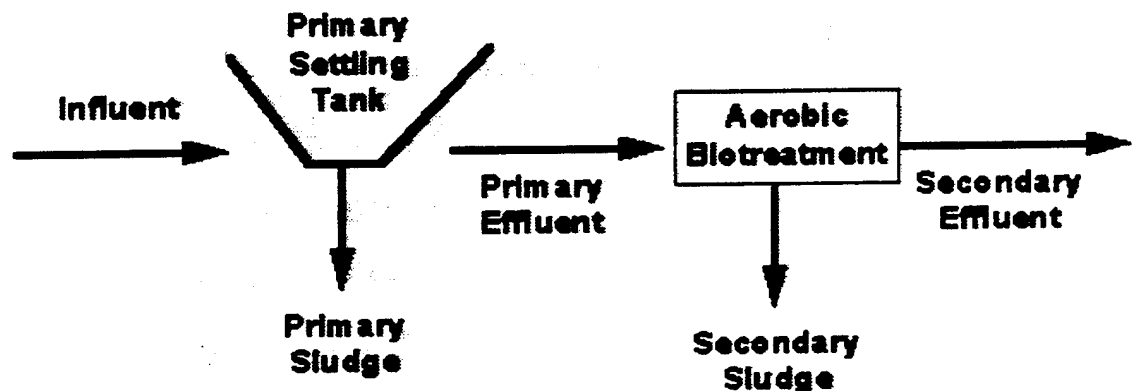 Primary
Settling
Tank
Influent
Aerobic
Biotreatment
Primary
Effluent
Secondary
Effluent
Primary
Sludge
Secondary
Sludge